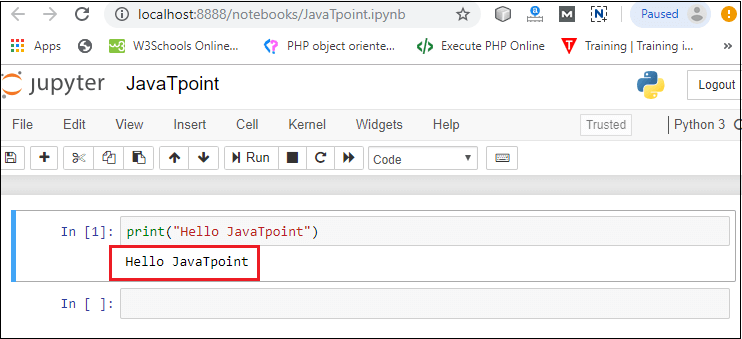 localhost:8888/notebooks/JavaTpoint.ipynb Paused
Apps W3Schools Online... PHP object oriente... Execute PHP Online Training | Training i...
jupyter JavaTpoint Logout
File Edit View Insert Cell Kernel Widgets Help Trusted Python 3
Run Code
In [1]: print("Hello JavaTpoint")
Hello JavaTpoint
In [ ]: